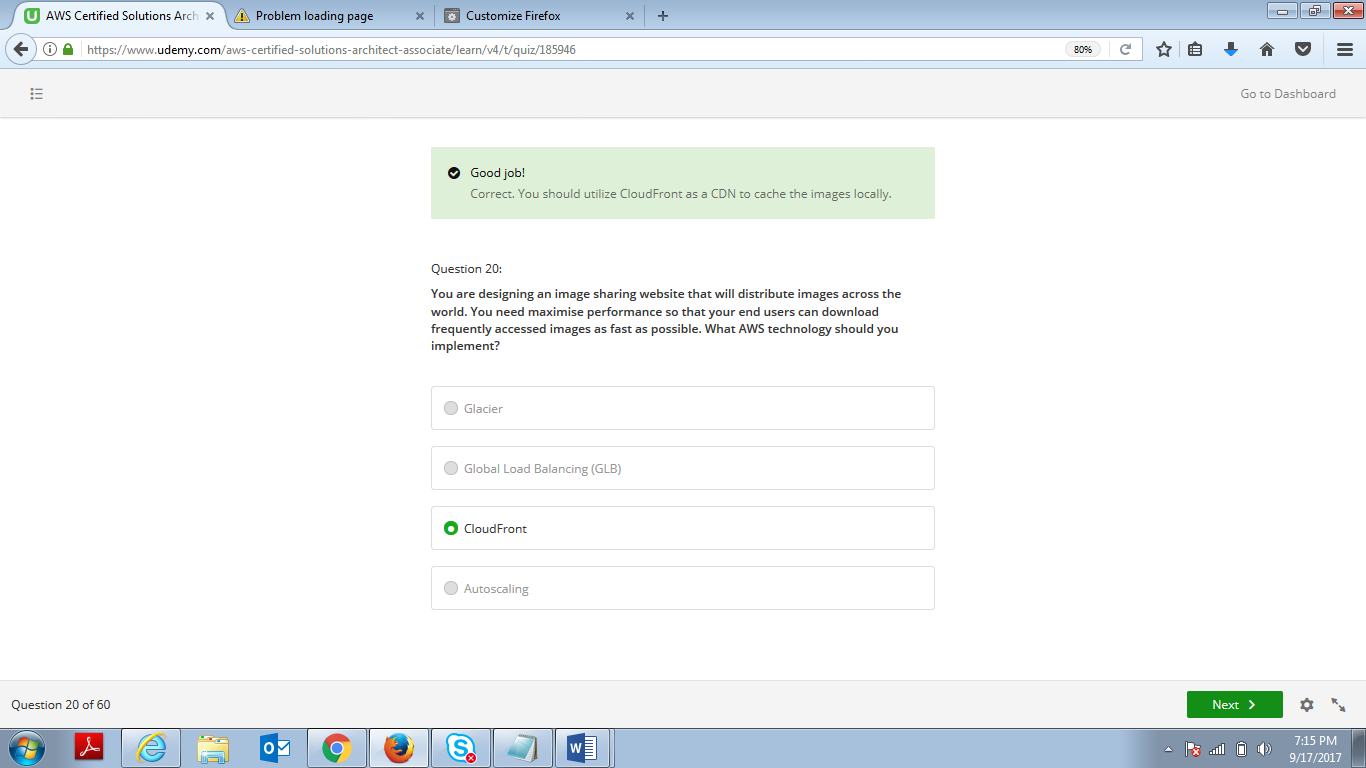 AWS Certified Solutions Arch
Problem loading page
Customize Firefox
https://www.udemy.com/aws-certified-solutions-architect-associate/learn/v4/t/quiz/185946
80%
Go to Dashboard
Good job!
Correct. You should utilize CloudFront as a CDN to cache the images locally.
Question 20:
You are designing an image sharing website that will distribute images across the
world. You need maximise performance so that your end users can download
frequently accessed images as fast as possible. What AWS technology should you
implement?
Glacier
Global Load Balancing (GLB)
CloudFront
Autoscaling
Question 20 of 60
Next
7:15 PM
9/17/2017